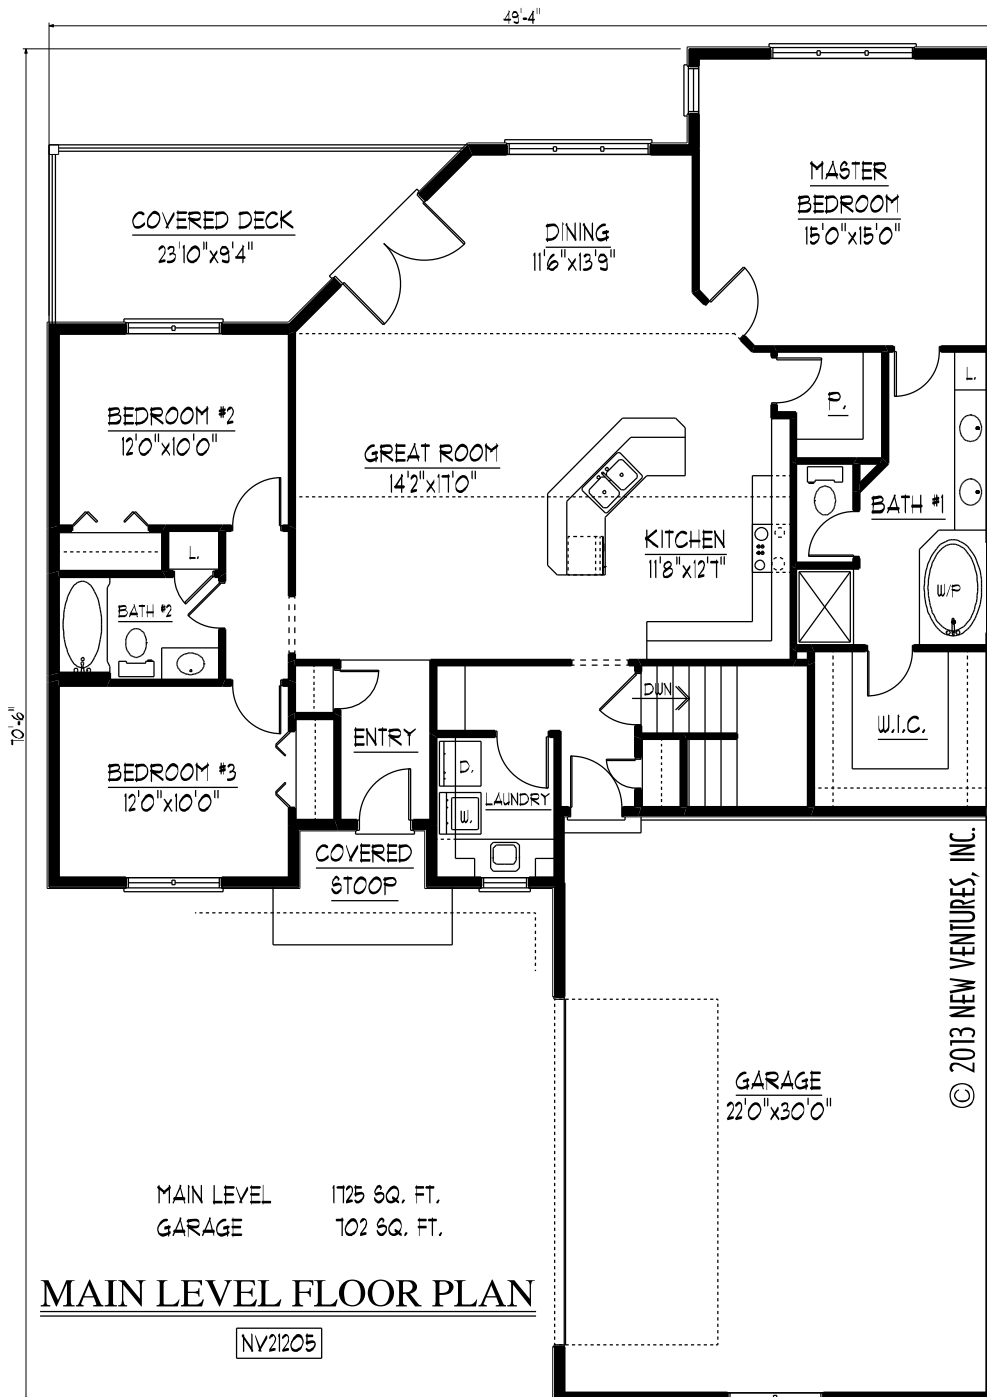 49'-4"
MASTER
BEDROOM
15'0"x15'0"
COVERED DECK
23'10"x9'4"
DINING
11'6"x13'9"
BEDROOM #2
12'0"x10'0"
L.
P.
GREAT ROOM
14'2"x17'0"
BATH #1
KITCHEN
11'8"x12'7"
L.
BATH #2
W/P
DWN
70'-6"
ENTRY
W.I.C.
BEDROOM #3
12'0"x10'0"
D.
LAUNDRY
W.
COVERED
STOOP
© 2013 NEW VENTURES, INC.
GARAGE
22'0"x30'0"
MAIN LEVEL 1725 SQ. FT.
GARAGE 702 SQ. FT.
MAIN LEVEL FLOOR PLAN
NV21205